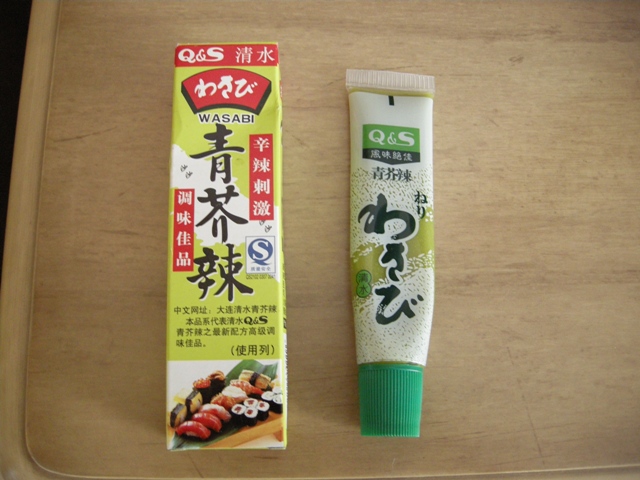 Q&S 清水
わさび
WASABI
青芥辣
辛辣刺激
调味佳品
中文网址：大连清水青芥辣
本品系代表清水Q&S
青芥辣之最新配方高级调
味佳品。
（使用列）
Q&S
風味絶佳
青芥辣
ねり
わさび
清水